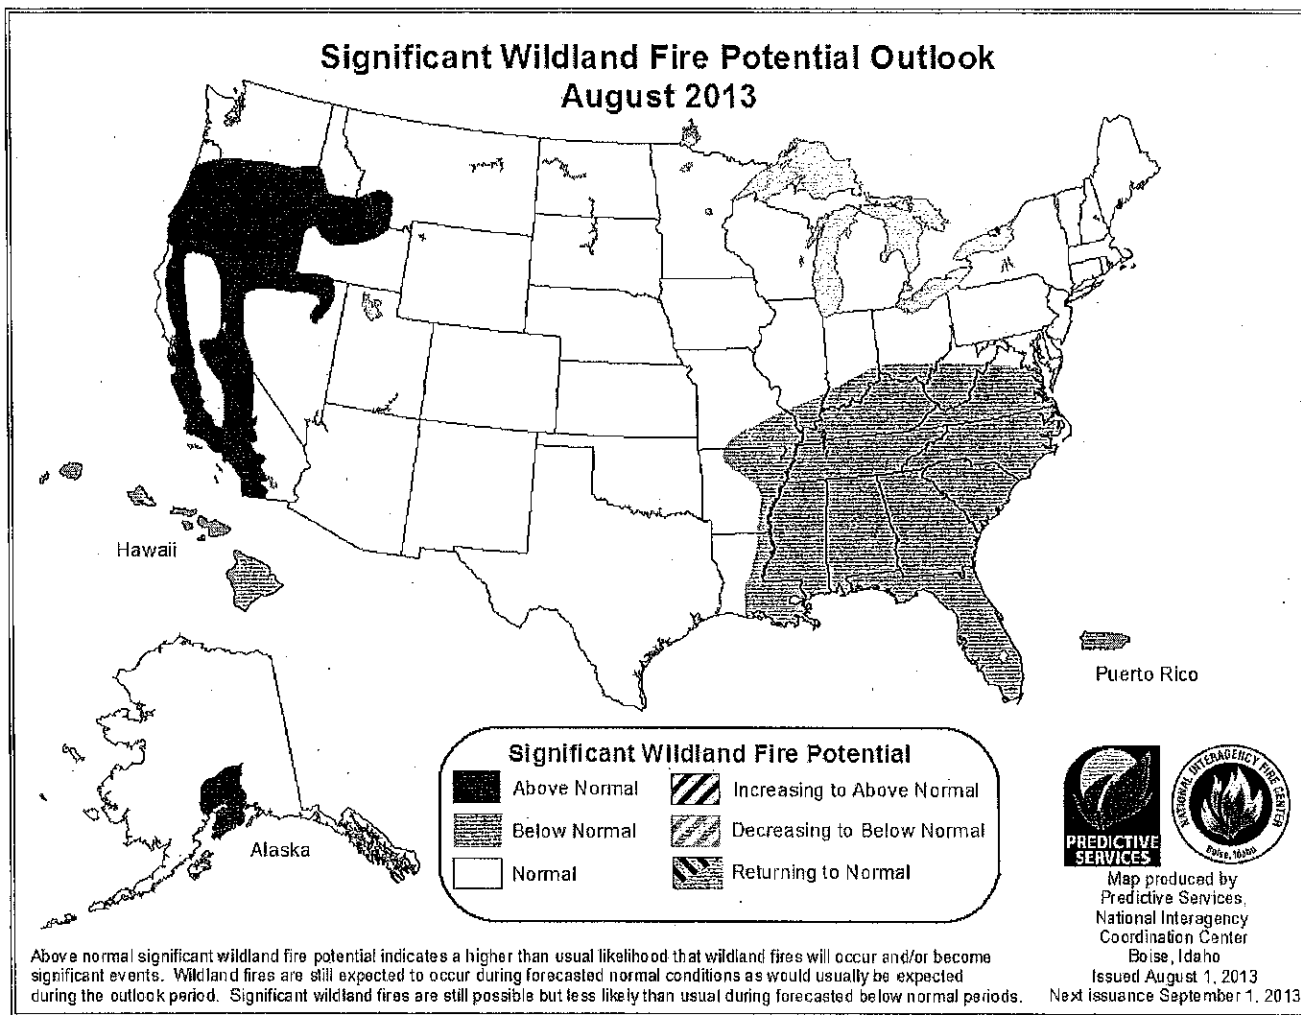 Significant Wildland Fire Potential Outlook
August 2013
Hawaii
Puerto Rico
Alaska
Significant Wildland Fire Potential
Above Normal
Increasing to Above Normal
Below Normal
Decreasing to Below Normal
Normal
Returning to Normal
PREDICTIVE
SERVICES
NATIONAL INTERAGENCY FIRE CENTER
Boise, Idaho
Map produced by
Predictive Services,
National Interagency
Coordination Center
Boise, Idaho
Issued August 1, 2013
Next issuance September 1, 2013
Above normal significant wildland fire potential indicates a higher than usual likelihood that wildland fires will occur and/or become
significant events. Wildland fires are still expected to occur during forecasted normal conditions as would usually be expected
during the outlook period. Significant wildland fires are still possible but less likely than usual during forecasted below normal periods.